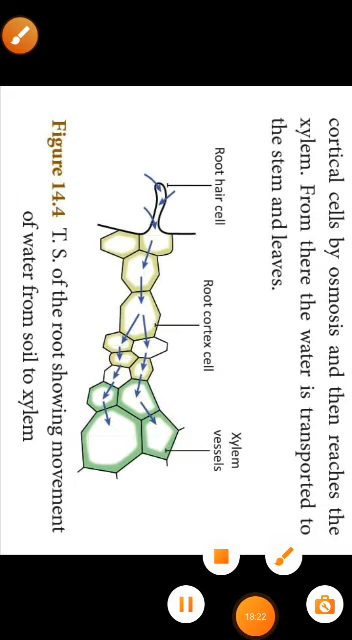 cortical cells by osmosis and then reaches the
xylem. From there the water is transported to
the stem and leaves.
Root hair cell
Root cortex cell
Xylem
vessels
Figure 14.4 T. S. of the root showing movement
of water from soil to xylem
18:22